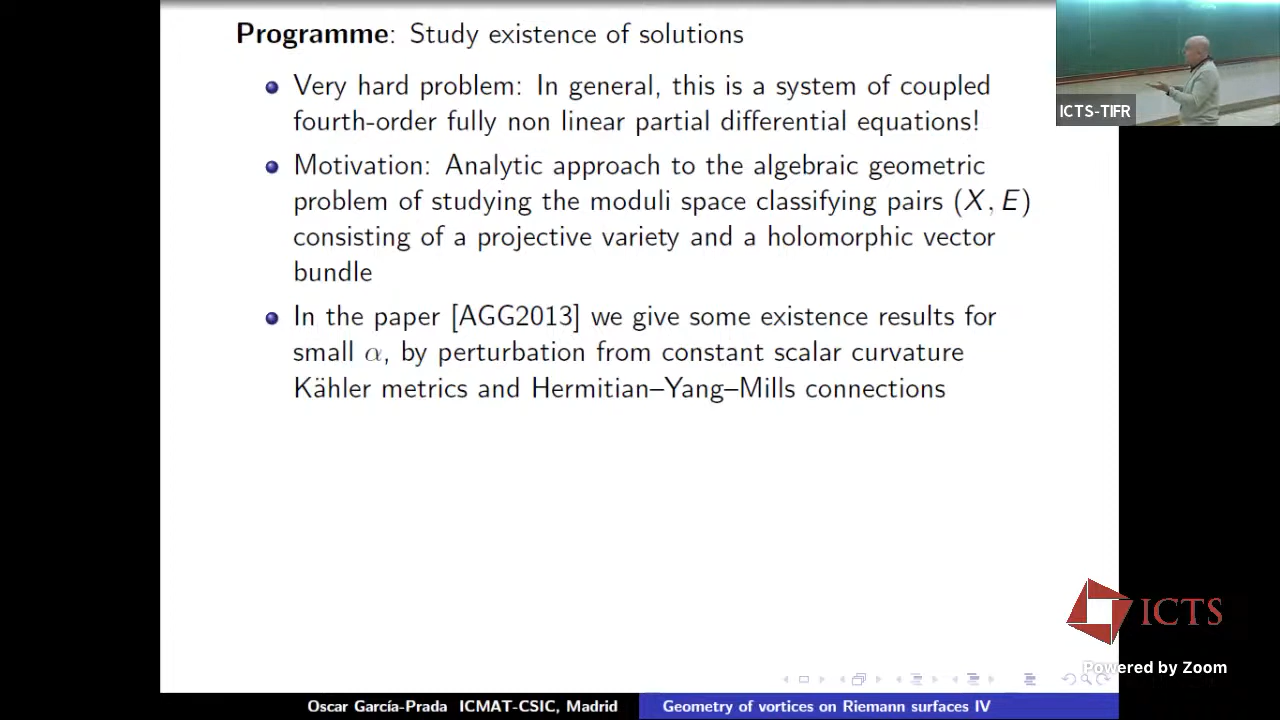 Programme: Study existence of solutions
Very hard problem: In general, this is a system of coupled
fourth-order fully non linear partial differential equations!
Motivation: Analytic approach to the algebraic geometric
problem of studying the moduli space classifying pairs (X, E)
consisting of a projective variety and a holomorphic vector
bundle
In the paper [AGG2013] we give some existence results for
small α, by perturbation from constant scalar curvature
Kähler metrics and Hermitian–Yang–Mills connections
ICTS-TIFR
ICTS
Powered by Zoom
Oscar García-Prada ICMAT-CSIC, Madrid
Geometry of vortices on Riemann surfaces IV